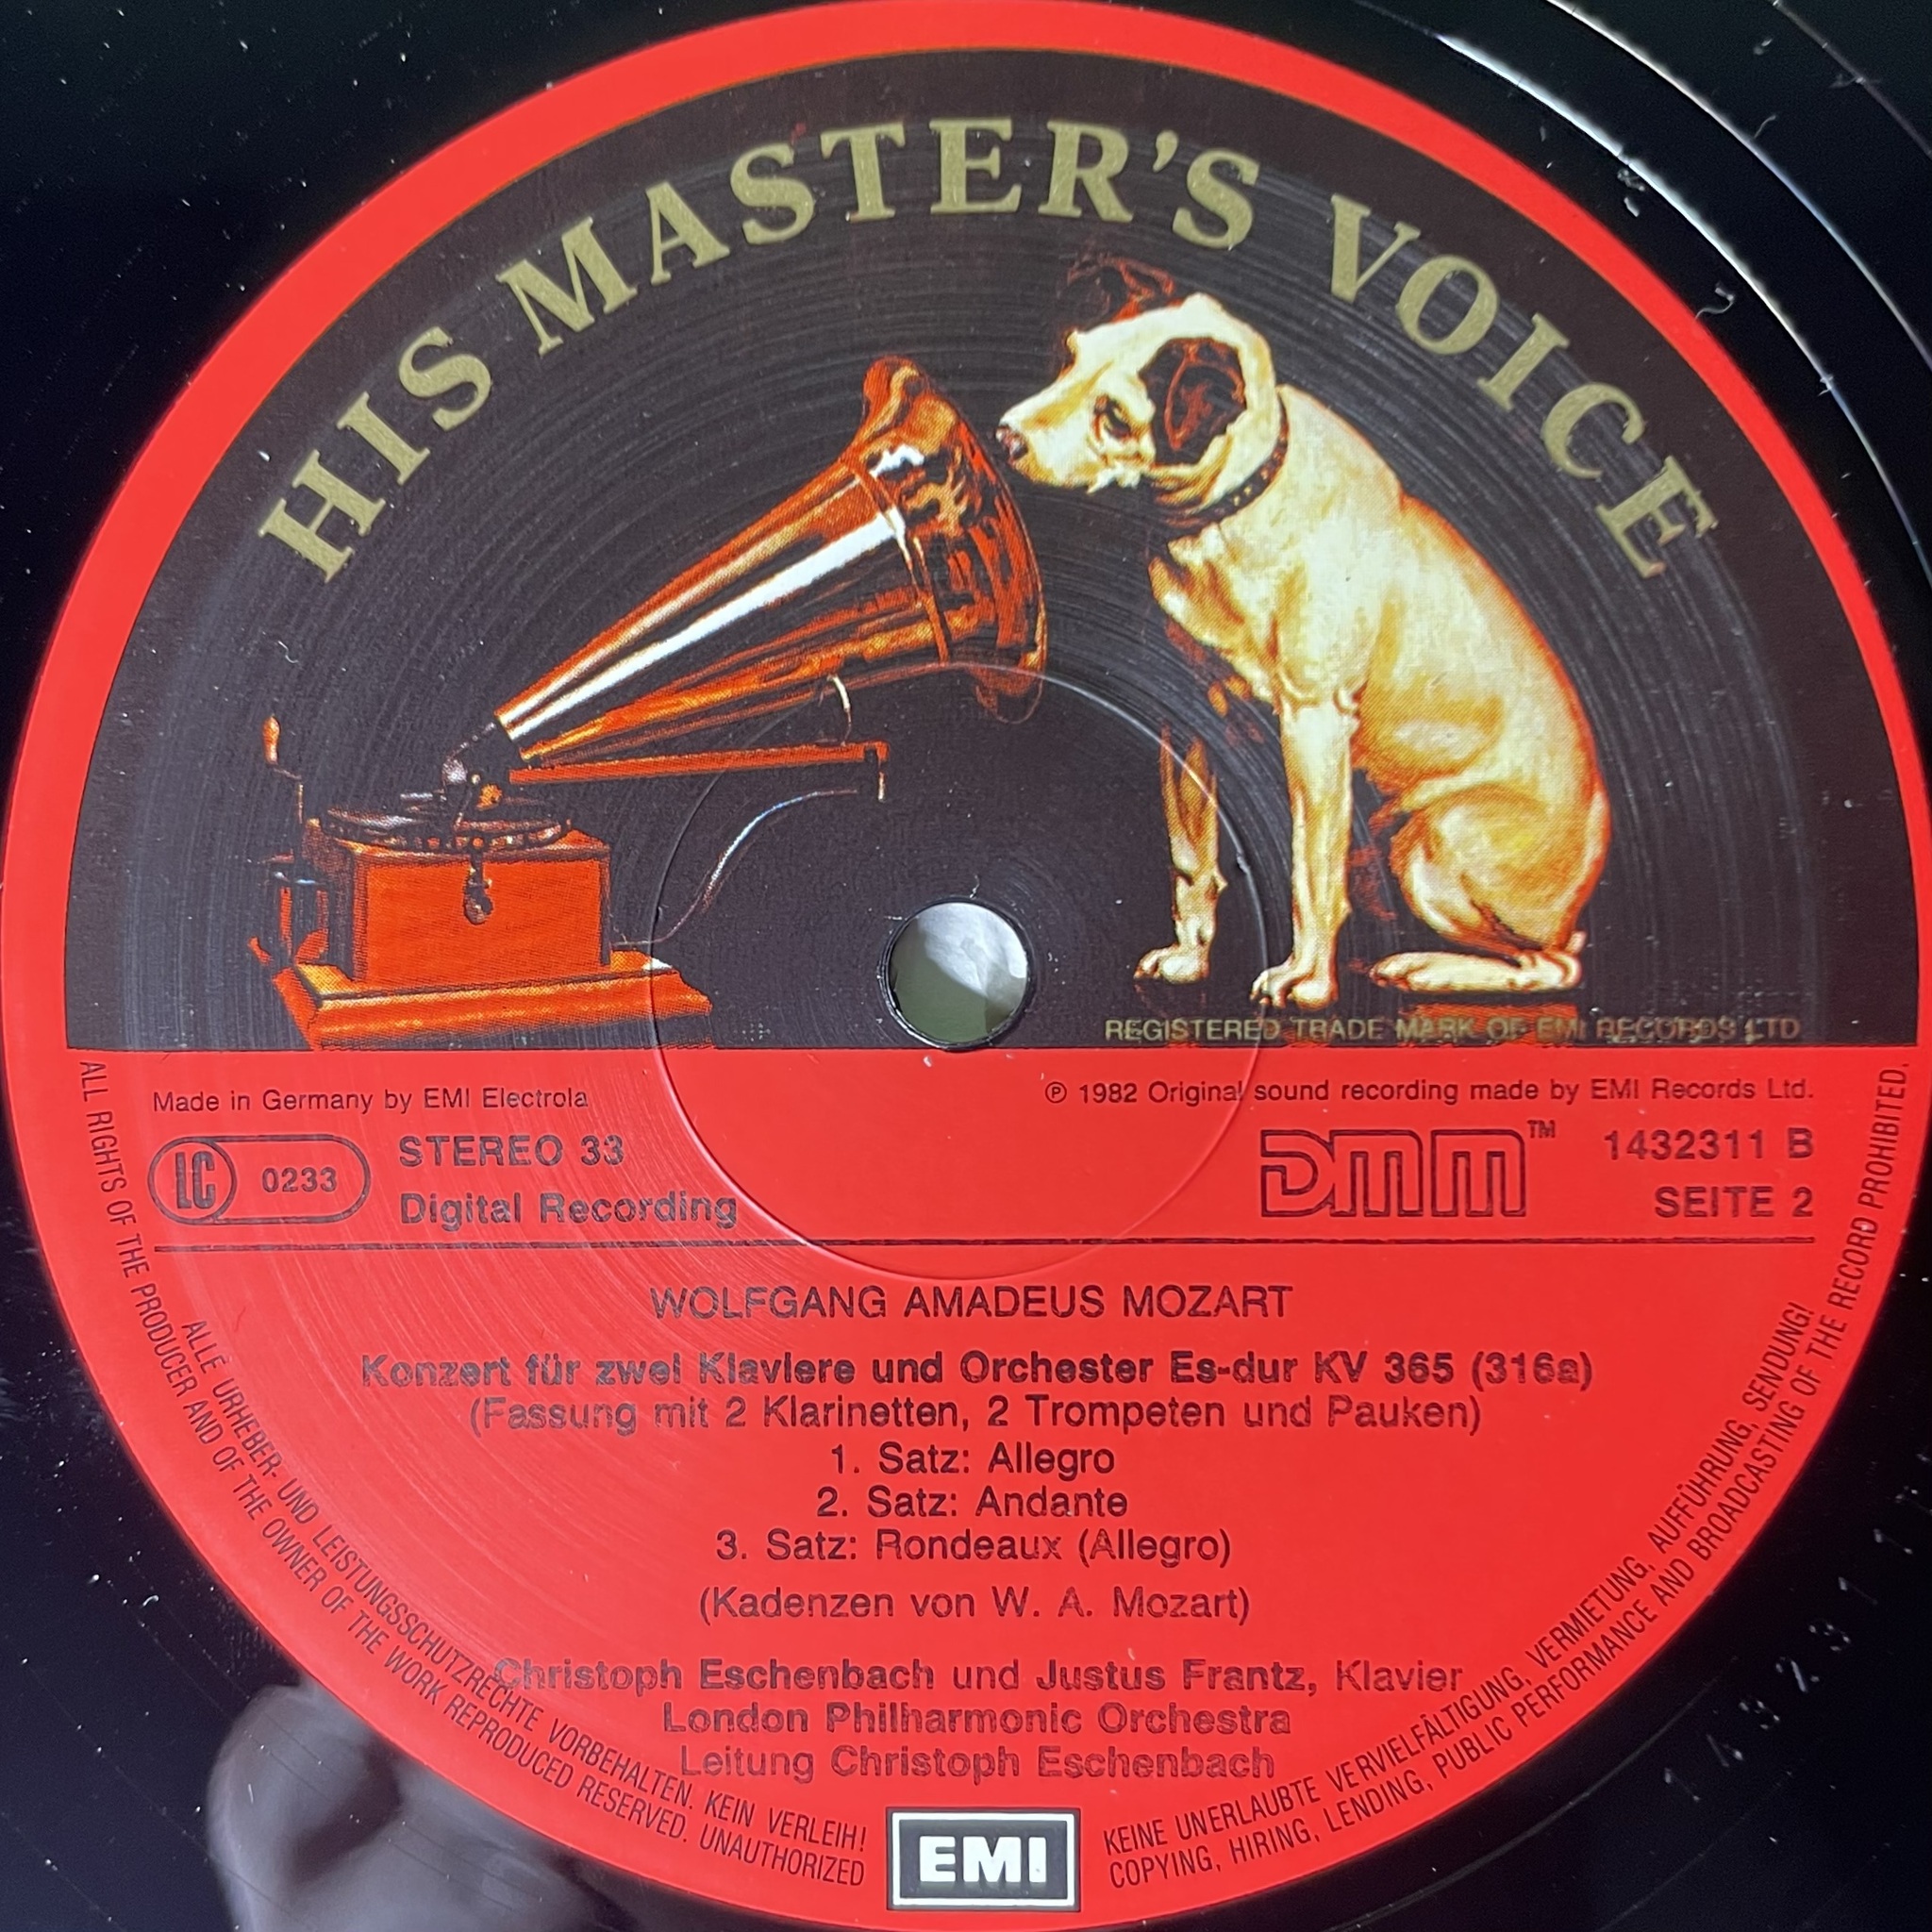 HIS MASTER'S VOICE
REGISTERED TRADE MARK OF EMI RECORDS LTD
Made in Germany by EMI Electrola
℗ 1982 Original sound recording made by EMI Records Ltd.
LC 0233
STEREO 33
Digital Recording
DMM™
1432311 B
SEITE 2
WOLFGANG AMADEUS MOZART
Konzert für zwei Klaviere und Orchester Es-dur KV 365 (316a)
(Fassung mit 2 Klarinetten, 2 Trompeten und Pauken)
1. Satz: Allegro
2. Satz: Andante
3. Satz: Rondeaux (Allegro)
(Kadenzen von W. A. Mozart)
Christoph Eschenbach und Justus Frantz, Klavier
London Philharmonic Orchestra
Leitung Christoph Eschenbach
EMI
ALLE URHEBER- UND LEISTUNGSSCHUTZRECHTE VORBEHALTEN. KEIN VERLEIH! KEINE UNERLAUBTE VERVIELFÄLTIGUNG, VERMIETUNG, AUFFÜHRUNG, SENDUNG!
ALL RIGHTS OF THE PRODUCER AND OF THE OWNER OF THE WORK REPRODUCED RESERVED. UNAUTHORIZED COPYING, HIRING, LENDING, PUBLIC PERFORMANCE AND BROADCASTING OF THE RECORD PROHIBITED.